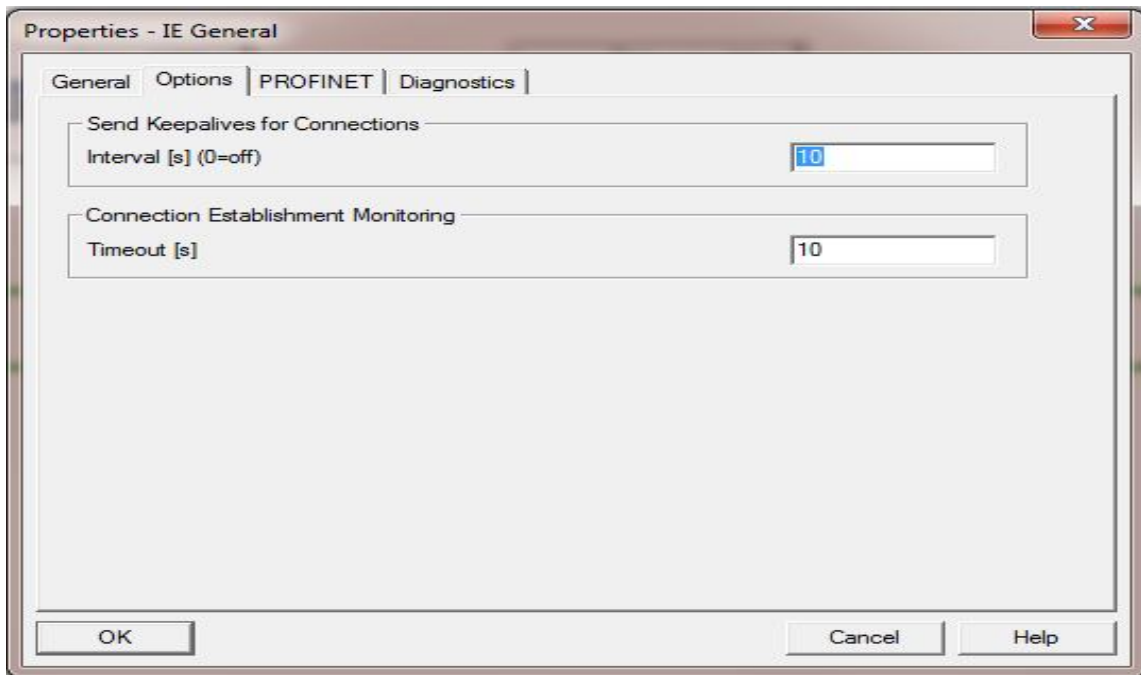 Properties - IE General
General Options PROFINET Diagnostics
Send Keepalives for Connections
Interval [s] (0=off) 10
Connection Establishment Monitoring
Timeout [s] 10
OK Cancel Help